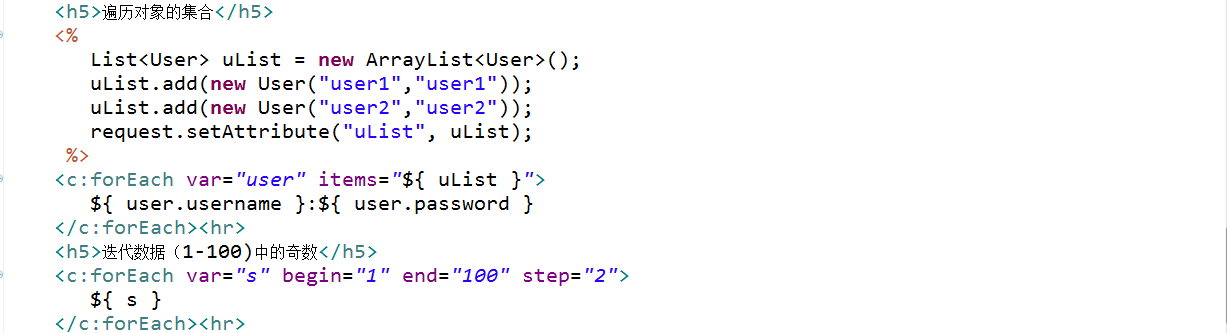 <h5>遍历对象的集合</h5>
<%
List<User> uList = new ArrayList<User>();
uList.add(new User("user1","user1"));
uList.add(new User("user2","user2"));
request.setAttribute("uList", uList);
%>
<c:forEach var="user" items="${ uList }">
${ user.username }:${ user.password }
</c:forEach><hr>
<h5>迭代数据（1-100)中的奇数</h5>
<c:forEach var="s" begin="1" end="100" step="2">
${ s }
</c:forEach><hr>